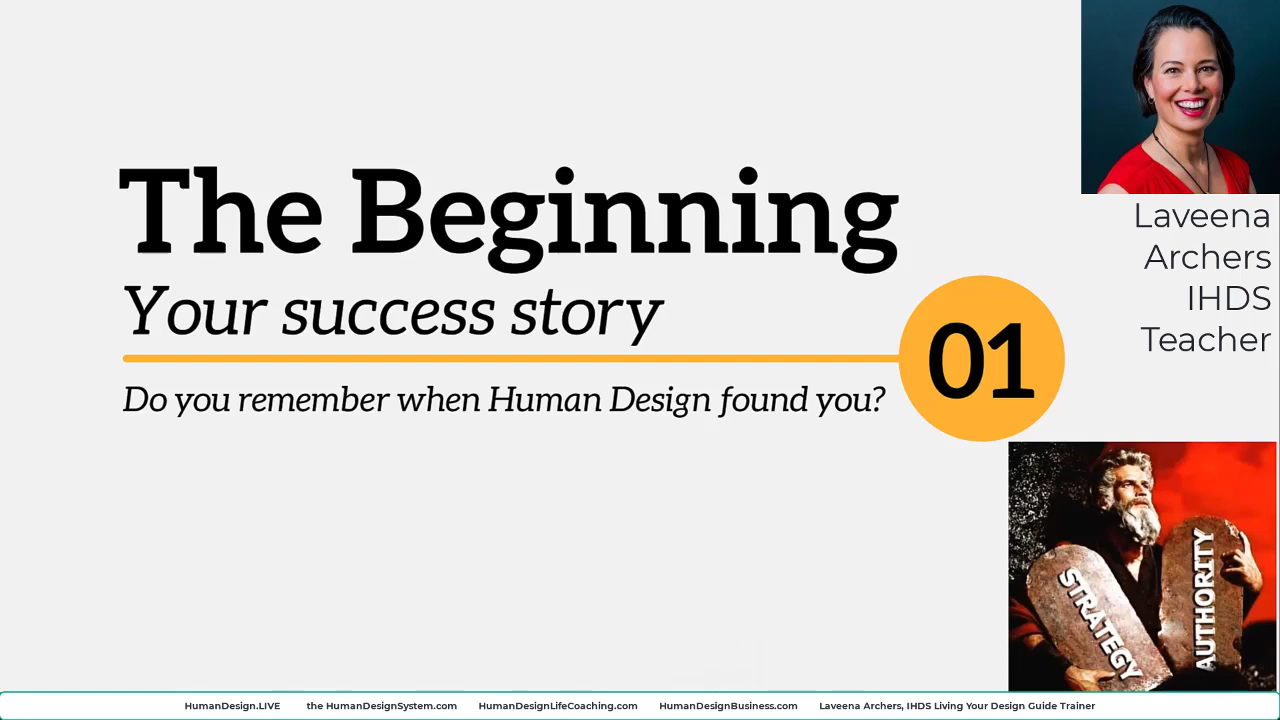 The Beginning
Your success story
Do you remember when Human Design found you?
01
Laveena
Archers
IHDS
Teacher
STRATEGY
AUTHORITY
HumanDesign.LIVE the HumanDesignSystem.com HumanDesignLifeCoaching.com HumanDesignBusiness.com Laveena Archers, IHDS Living Your Design Guide Trainer